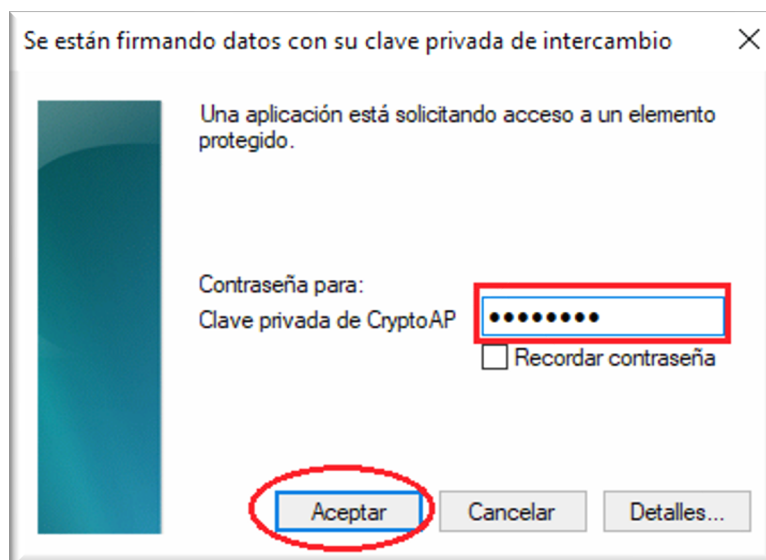 Se están firmando datos con su clave privada de intercambio
Una aplicación está solicitando acceso a un elemento
protegido.
Contraseña para:
Clave privada de CryptoAP
••••••••
Recordar contraseña
Aceptar
Cancelar
Detalles...